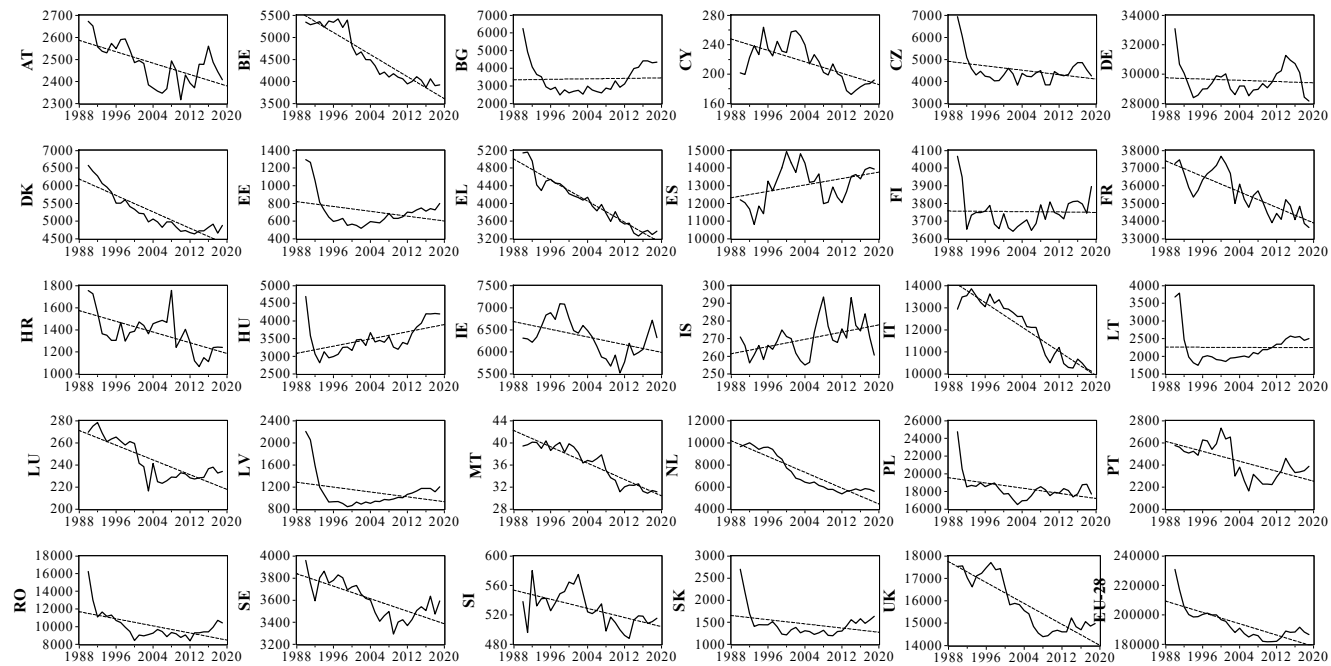 AT
2700
2600
2500
2400
2300
1988 1996 2004 2012 2020
BE
5500
5000
4500
4000
3500
1988 1996 2004 2012 2020
BG
7000
6000
5000
4000
3000
2000
1988 1996 2004 2012 2020
CY
280
240
200
160
1988 1996 2004 2012 2020
CZ
7000
6000
5000
4000
3000
1988 1996 2004 2012 2020
DE
34000
32000
30000
28000
1988 1996 2004 2012 2020
DK
7000
6500
6000
5500
5000
4500
1988 1996 2004 2012 2020
EE
1400
1200
1000
800
600
400
1988 1996 2004 2012 2020
EL
5200
4800
4400
4000
3600
3200
1988 1996 2004 2012 2020
ES
15000
14000
13000
12000
11000
10000
1988 1996 2004 2012 2020
FI
4100
4000
3900
3800
3700
3600
1988 1996 2004 2012 2020
FR
38000
37000
36000
35000
34000
33000
1988 1996 2004 2012 2020
HR
1800
1600
1400
1200
1000
1988 1996 2004 2012 2020
HU
5000
4500
4000
3500
3000
2500
1988 1996 2004 2012 2020
IE
7500
7000
6500
6000
5500
1988 1996 2004 2012 2020
IS
300
290
280
270
260
250
1988 1996 2004 2012 2020
IT
14000
13000
12000
11000
10000
1988 1996 2004 2012 2020
LT
4000
3500
3000
2500
2000
1500
1988 1996 2004 2012 2020
LU
280
260
240
220
200
1988 1996 2004 2012 2020
LV
2400
2000
1600
1200
800
1988 1996 2004 2012 2020
MT
44
40
36
32
28
1988 1996 2004 2012 2020
NL
12000
10000
8000
6000
4000
1988 1996 2004 2012 2020
PL
26000
24000
22000
20000
18000
16000
1988 1996 2004 2012 2020
PT
2800
2600
2400
2200
2000
1988 1996 2004 2012 2020
RO
18000
16000
14000
12000
10000
8000
1988 1996 2004 2012 2020
SE
4000
3800
3600
3400
3200
1988 1996 2004 2012 2020
SI
600
560
520
480
1988 1996 2004 2012 2020
SK
3000
2500
2000
1500
1000
1988 1996 2004 2012 2020
UK
18000
17000
16000
15000
14000
1988 1996 2004 2012 2020
EU-28
240000
220000
200000
180000
1988 1996 2004 2012 2020